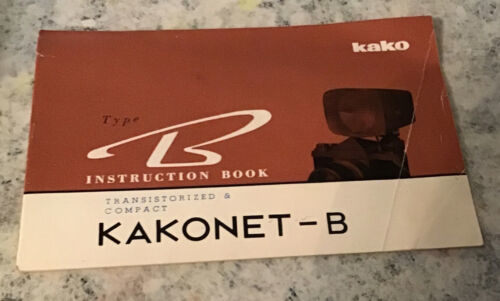 kako
Type
B
INSTRUCTION BOOK
TRANSISTORIZED &
COMPACT
KAKONET-B